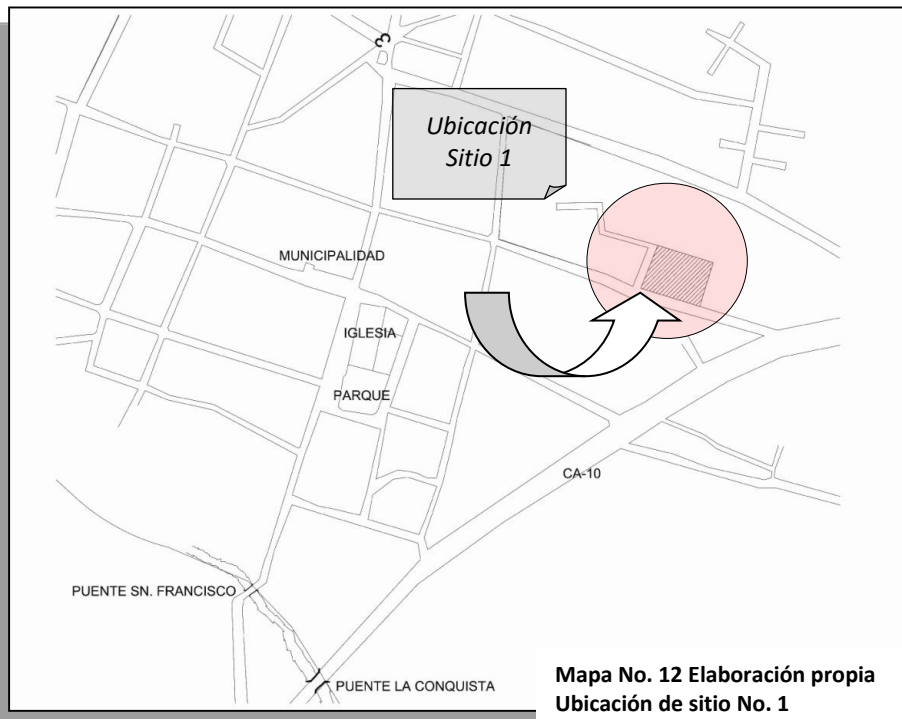 Ubicación
Sitio 1
MUNICIPALIDAD
IGLESIA
PARQUE
CA-10
PUENTE SN. FRANCISCO
PUENTE LA CONQUISTA
Mapa No. 12 Elaboración propia
Ubicación de sitio No. 1